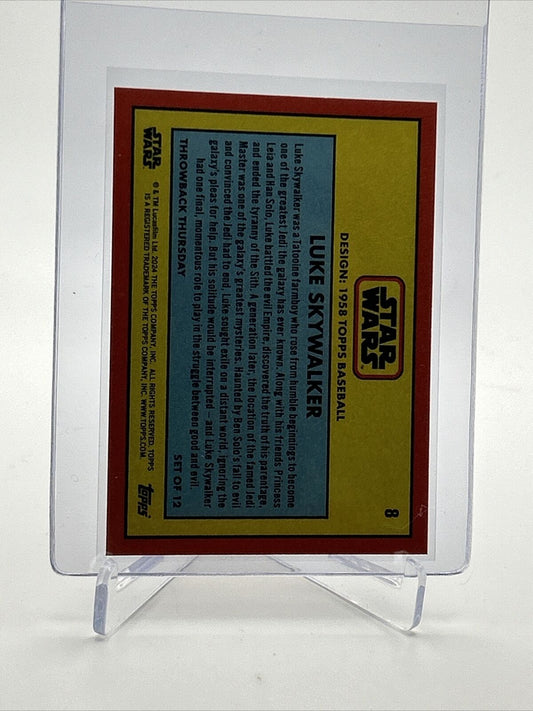 8
STAR
WARS
DESIGN: 1958 TOPPS BASEBALL
LUKE SKYWALKER
Luke Skywalker was a Tatooine farmboy who rose from humble beginnings to become
one of the greatest Jedi the galaxy has ever known. Along with his friends Princess
Leia and Han Solo, Luke battled the evil Empire, discovered the truth of his parentage,
and ended the tyranny of the Sith. A generation later, the location of the famed Jedi
Master was one of the galaxy's greatest mysteries. Haunted by Ben Solo's fall to evil
and convinced the Jedi had to end, Luke sought exile on a distant world, ignoring the
galaxy's pleas for help. But his solitude would be interrupted – and Luke Skywalker
had one final, momentous role to play in the struggle between good and evil.
THROWBACK THURSDAY SET OF 12
STAR
WARS
® & TM Lucasfilm Ltd. 2024 THE TOPPS COMPANY, INC. ALL RIGHTS RESERVED. TOPPS
IS A REGISTERED TRADEMARK OF THE TOPPS COMPANY, INC. WWW.TOPPS.COM.
topps